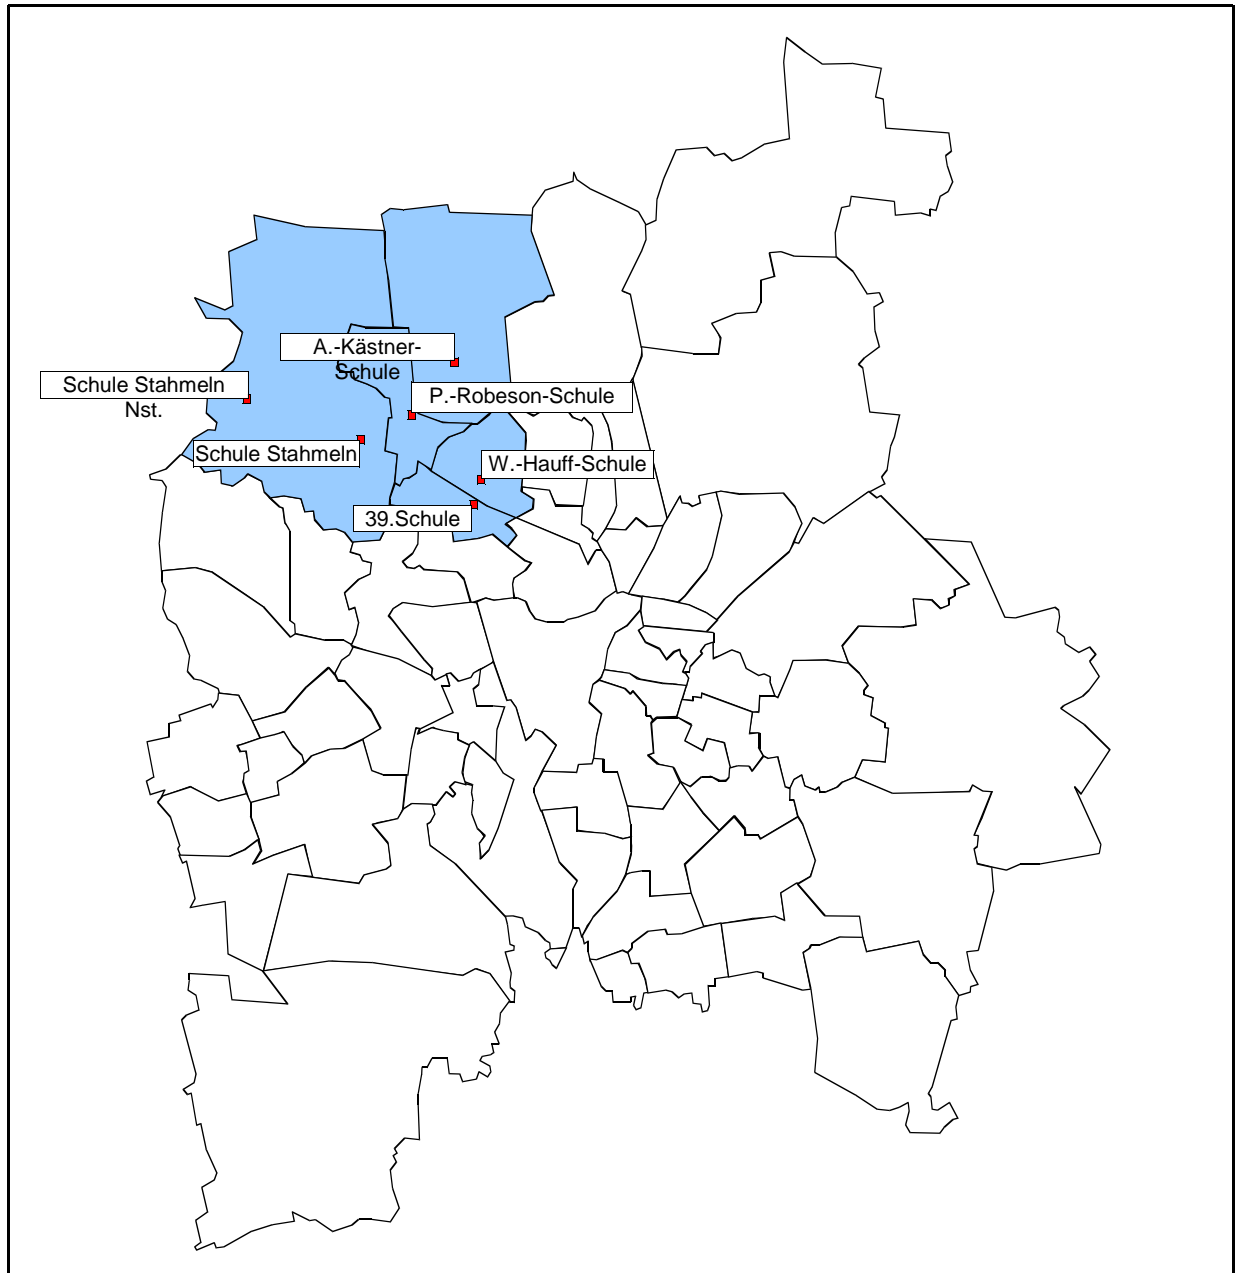 A.-Kästner-
Schule
Schule Stahmeln
Nst.
P.-Robeson-Schule
Schule Stahmeln
W.-Hauff-Schule
39.Schule